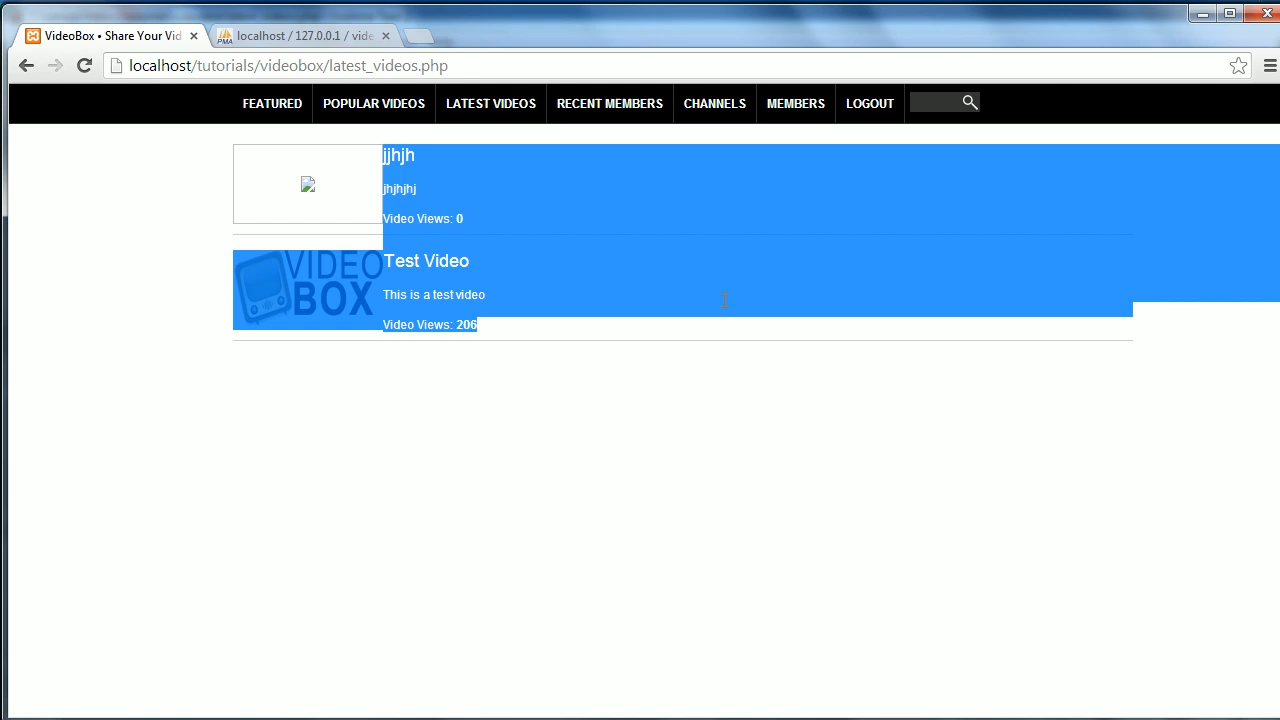 VideoBox • Share Your Vid
localhost / 127.0.0.1 / vide
localhost/tutorials/videobox/latest_videos.php
FEATURED POPULAR VIDEOS LATEST VIDEOS RECENT MEMBERS CHANNELS MEMBERS LOGOUT
jjhjh
jhjhjhj
Video Views: 0
VIDEO
BOX
Test Video
This is a test video
Video Views: 206